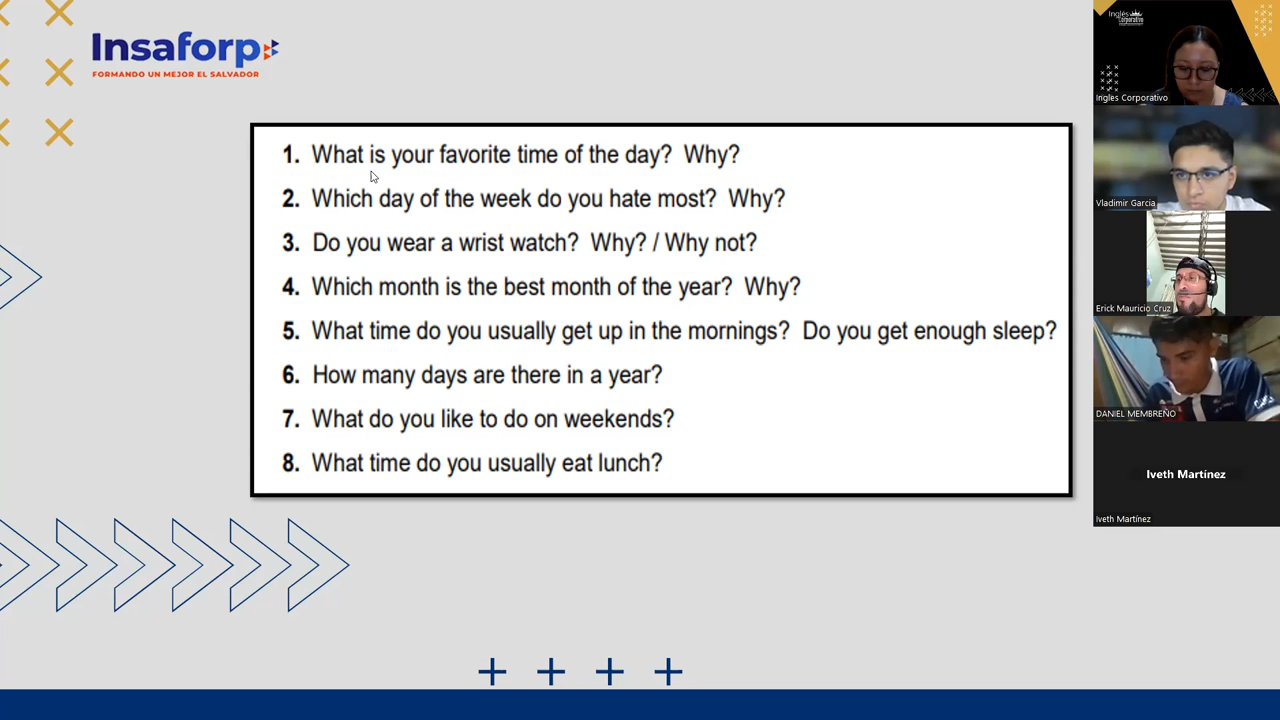 Insaforp
FORMANDO UN MEJOR EL SALVADOR
1. What is your favorite time of the day? Why?
2. Which day of the week do you hate most? Why?
3. Do you wear a wrist watch? Why? / Why not?
4. Which month is the best month of the year? Why?
5. What time do you usually get up in the mornings? Do you get enough sleep?
6. How many days are there in a year?
7. What do you like to do on weekends?
8. What time do you usually eat lunch?
Inglés
Corporativo
Ingles Corporativo
Vladimir Garcia
Erick Mauricio Cruz
DANIEL MEMBREÑO
Iveth Martínez
Iveth Martínez